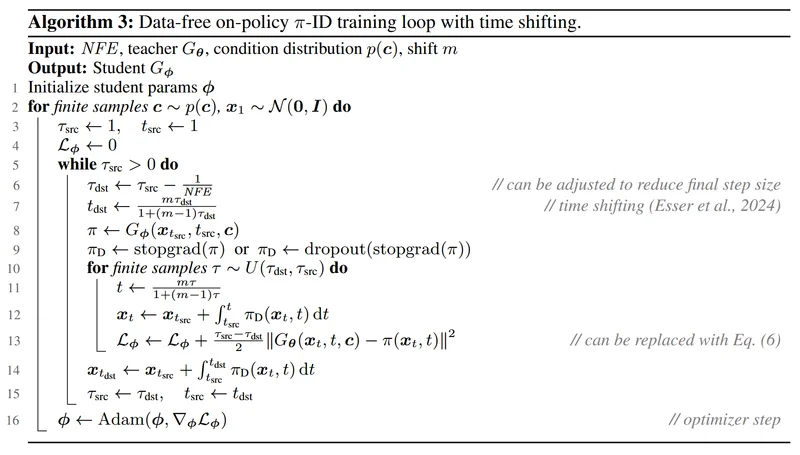 Algorithm 3: Data-free on-policy π-ID training loop with time shifting.
Input: NFE, teacher G_θ, condition distribution p(c), shift m
Output: Student G_ϕ
1 Initialize student params ϕ
2 for finite samples c ∼ p(c), x_1 ∼ N(0, I) do
3 τ_src ← 1, t_src ← 1
4 L_ϕ ← 0
5 while τ_src > 0 do
6 τ_dst ← τ_src − 1/NFE // can be adjusted to reduce final step size
7 t_dst ← mτ_dst/(1+(m−1)τ_dst) // time shifting (Esser et al., 2024)
8 π ← G_ϕ(x_{t_src}, t_src, c)
9 π_D ← stopgrad(π) or π_D ← dropout(stopgrad(π))
10 for finite samples τ ∼ U(τ_dst, τ_src) do
11 t ← mτ/(1+(m−1)τ)
12 x_t ← x_{t_src} + ∫_{t_src}^{t} π_D(x_t, t) dt
13 L_ϕ ← L_ϕ + (τ_src−τ_dst)/2 ‖G_θ(x_t, t, c) − π(x_t, t)‖² // can be replaced with Eq. (6)
14 x_{t_dst} ← x_{t_src} + ∫_{t_src}^{t_dst} π_D(x_t, t) dt
15 τ_src ← τ_dst, t_src ← t_dst
16 ϕ ← Adam(ϕ, ∇_ϕ L_ϕ) // optimizer step